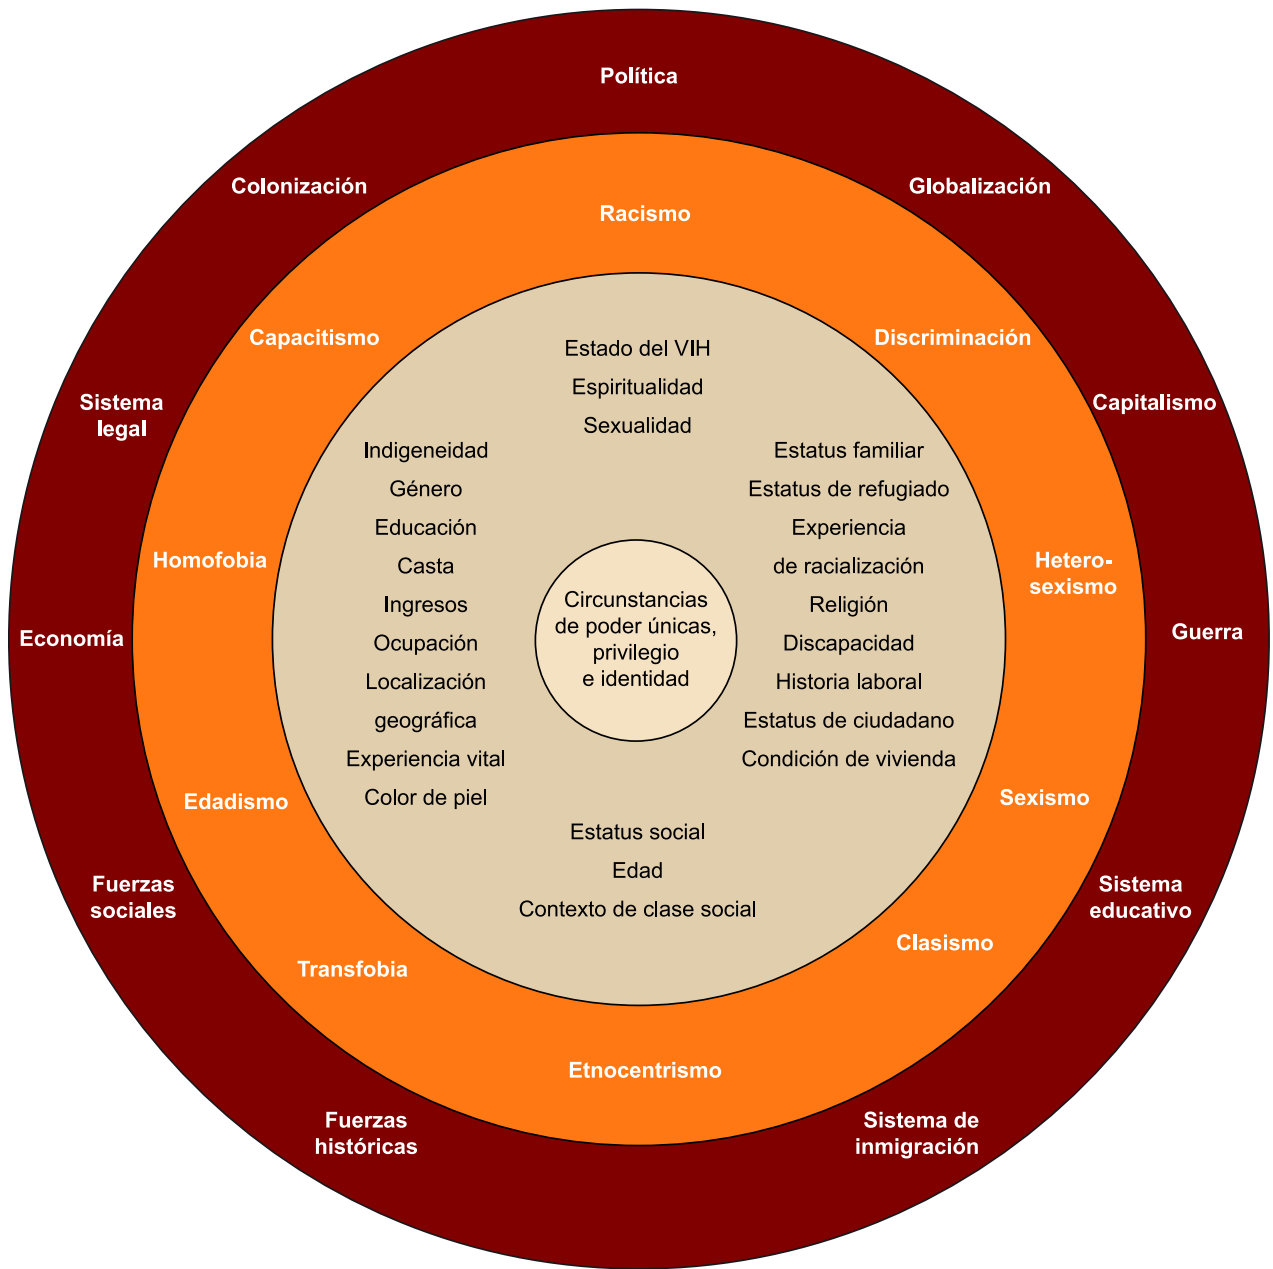 Política
Colonización
Globalización
Racismo
Capacitismo
Discriminación
Estado del VIH
Espiritualidad
Sexualidad
Sistema
legal
Capitalismo
Indigeneidad
Género
Educación
Casta
Ingresos
Ocupación
Localización
geográfica
Experiencia vital
Color de piel
Estatus familiar
Estatus de refugiado
Experiencia
de racialización
Religión
Discapacidad
Historia laboral
Estatus de ciudadano
Condición de vivienda
Homofobia
Hetero-
sexismo
Circunstancias
de poder únicas,
privilegio
e identidad
Economía
Guerra
Edadismo
Sexismo
Estatus social
Edad
Contexto de clase social
Fuerzas
sociales
Sistema
educativo
Transfobia
Clasismo
Etnocentrismo
Fuerzas
históricas
Sistema de
inmigración